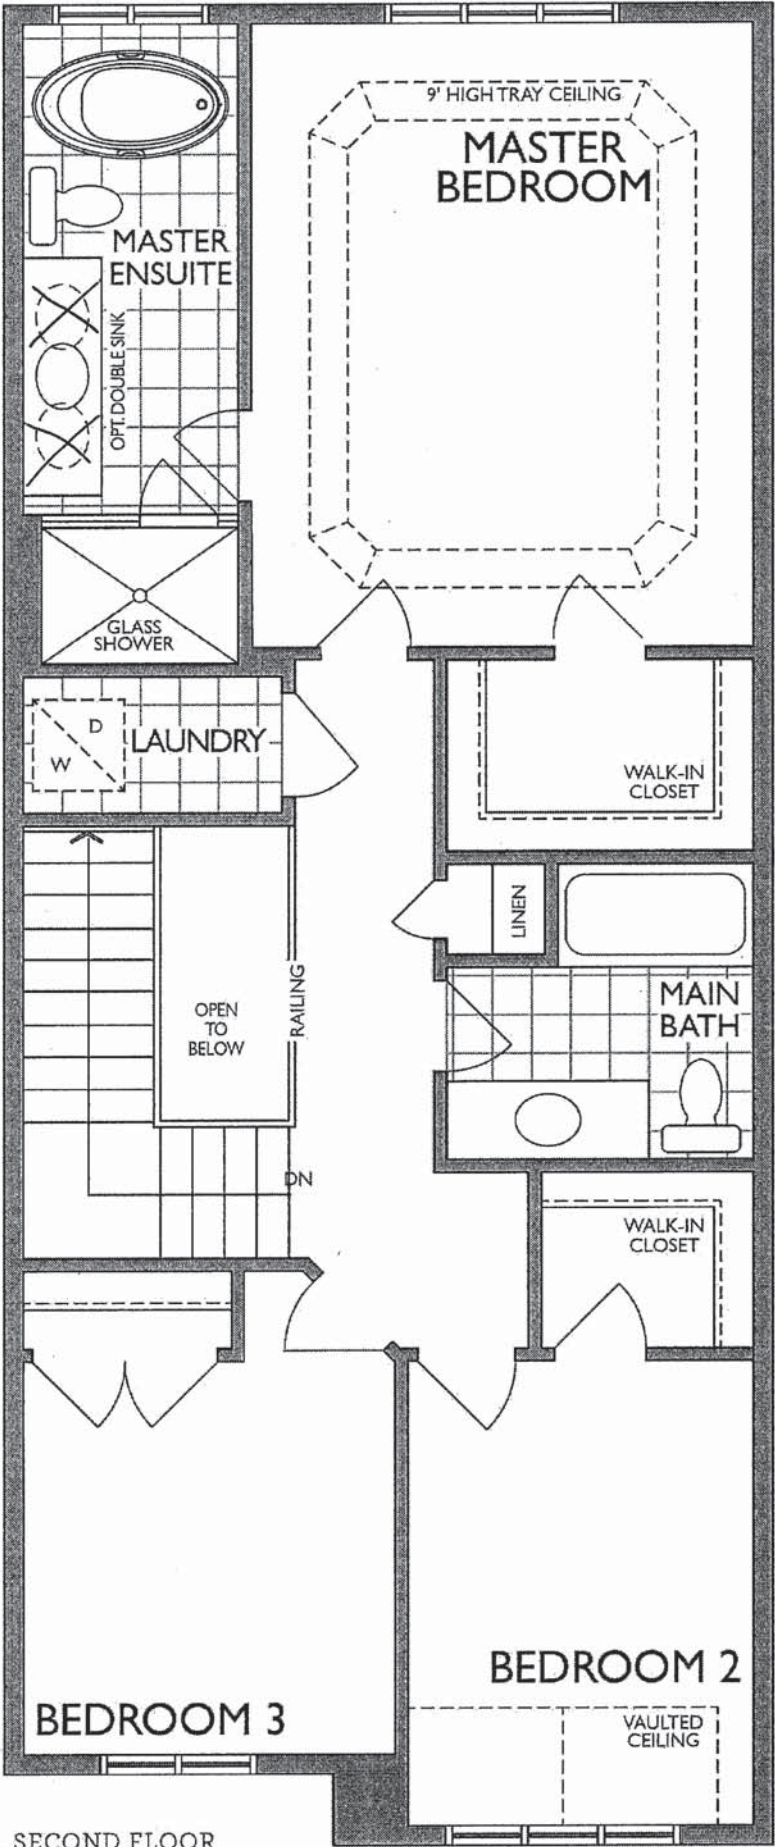 9' HIGH TRAY CEILING
MASTER
BEDROOM
MASTER
ENSUITE
OPT. DOUBLE SINK
GLASS
SHOWER
D
W
LAUNDRY
WALK-IN
CLOSET
LINEN
RAILING
OPEN
TO
BELOW
MAIN
BATH
DN
WALK-IN
CLOSET
BEDROOM 2
BEDROOM 3
VAULTED
CEILING
SECOND FLOOR